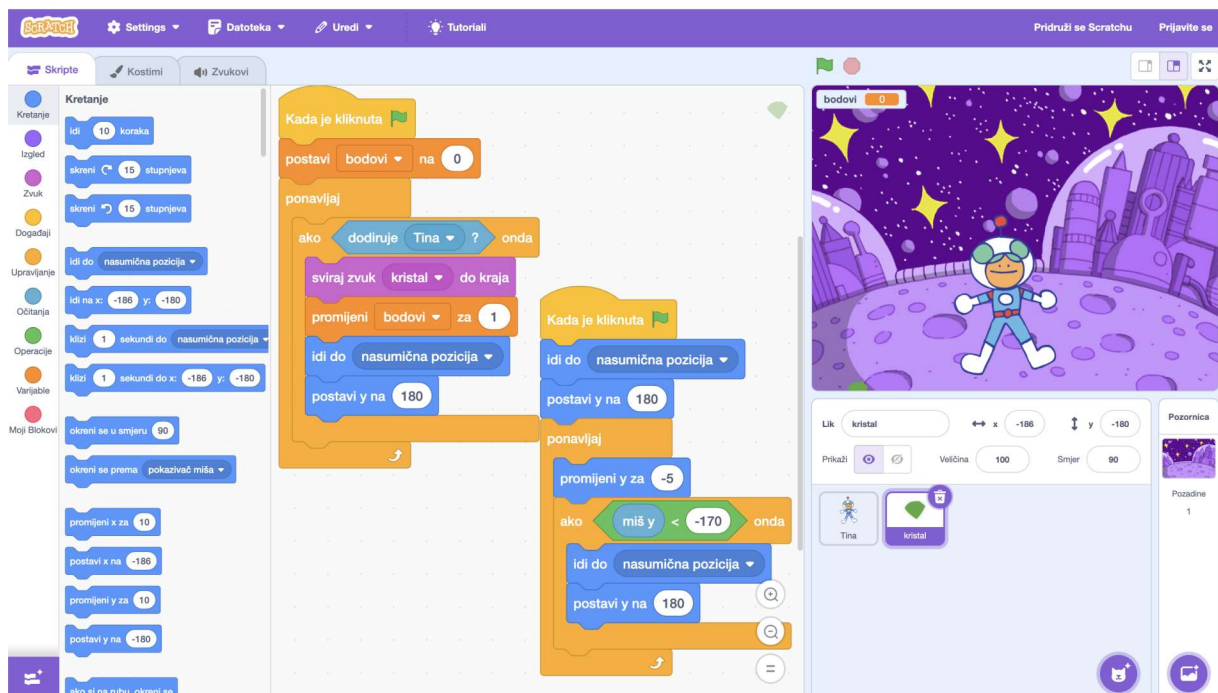 SCRATCH Settings Datoteka Uredi Tutoriali Pridruži se Scratchu Prijavite se
Skripte Kostimi Zvukovi
Kretanje
Izgled
Zvuk
Događaji
Upravljanje
Očitanja
Operacije
Varijable
Moji Blokovi
Kretanje
idi 10 koraka
skreni 15 stupnjeva
skreni 15 stupnjeva
idi do nasumična pozicija
idi na x: -186 y: -180
klizi 1 sekundi do nasumična pozicija
klizi 1 sekundi do x: -186 y: -180
okreni se u smjeru 90
okreni se prema pokazivač miša
promijeni x za 10
postavi x na -186
promijeni y za 10
postavi y na -180
ako si na rubu, okreni se
Kada je kliknuta
postavi bodovi na 0
ponavljaj
ako dodiruje Tina ? onda
sviraj zvuk kristal do kraja
promijeni bodovi za 1
idi do nasumična pozicija
postavi y na 180
Kada je kliknuta
idi do nasumična pozicija
postavi y na 180
ponavljaj
promijeni y za -5
ako miš y < -170 onda
idi do nasumična pozicija
postavi y na 180
bodovi 0
Lik kristal x -186 y -180
Prikaži Veličina 100 Smjer 90
Tina
kristal
Pozornica
Pozadine
1